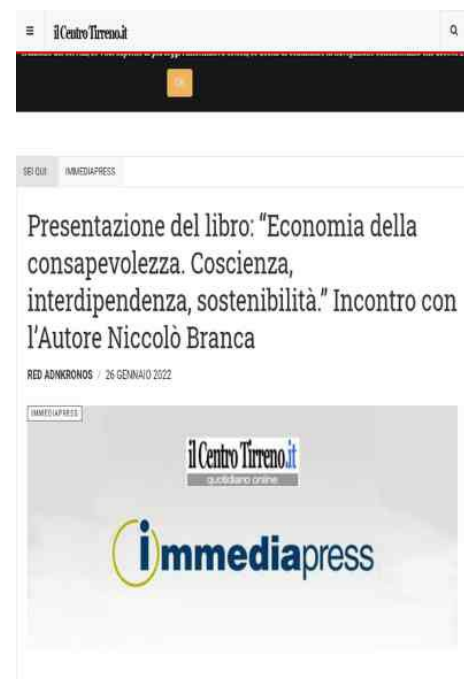 il Centro Tirreno.it
Ok
SEI QUI:
IMMEDIAPRESS
Presentazione del libro: “Economia della
consapevolezza. Coscienza,
interdipendenza, sostenibilità.” Incontro con
l’Autore Niccolò Branca
RED ADNKRONOS / 26 GENNAIO 2022
IMMEDIAPRESS
il Centro Tirreno.it
quotidiano online
immediapress